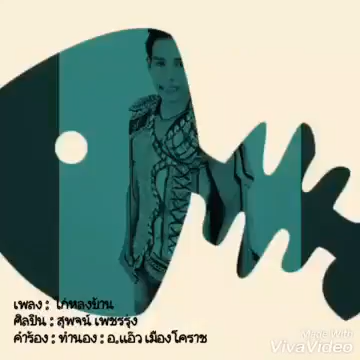 เพลง : ไก่หลงบ้าน
ศิลปิน : สุพจน์ เพชรรุ่ง
คำร้อง : ทำนอง : อ.แอ๊ว เมืองโคราช
Made With
VivaVideo